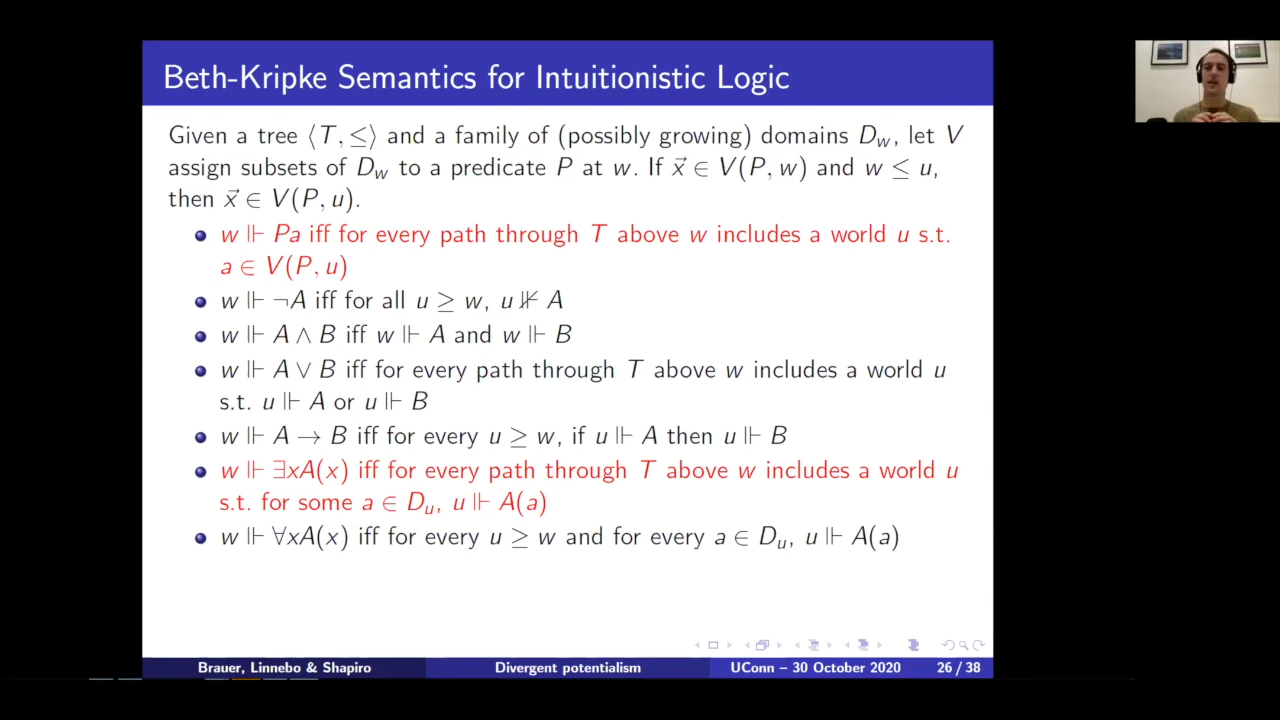 Beth-Kripke Semantics for Intuitionistic Logic
Given a tree ⟨T, ≤⟩ and a family of (possibly growing) domains D_w, let V
assign subsets of D_w to a predicate P at w. If x⃗ ∈ V(P, w) and w ≤ u,
then x⃗ ∈ V(P, u).
w ⊩ Pa iff for every path through T above w includes a world u s.t.
a ∈ V(P, u)
w ⊩ ¬A iff for all u ≥ w, u ⊮ A
w ⊩ A ∧ B iff w ⊩ A and w ⊩ B
w ⊩ A ∨ B iff for every path through T above w includes a world u
s.t. u ⊩ A or u ⊩ B
w ⊩ A → B iff for every u ≥ w, if u ⊩ A then u ⊩ B
w ⊩ ∃xA(x) iff for every path through T above w includes a world u
s.t. for some a ∈ D_u, u ⊩ A(a)
w ⊩ ∀xA(x) iff for every u ≥ w and for every a ∈ D_u, u ⊩ A(a)
Brauer, Linnebo & Shapiro Divergent potentialism UConn – 30 October 2020 26 / 38